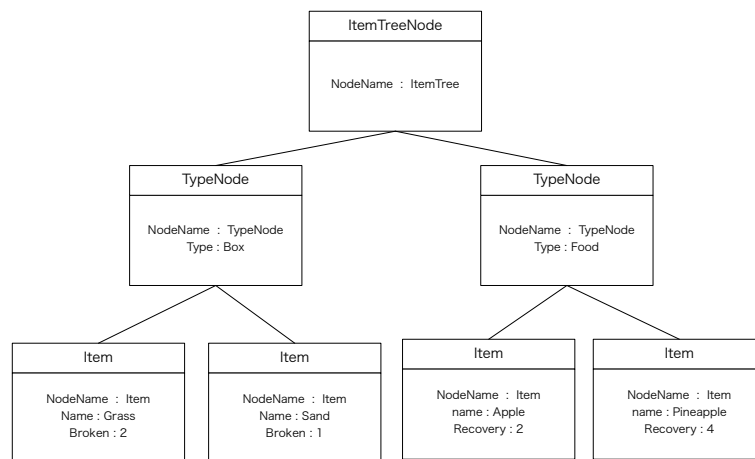 ItemTreeNode
NodeName : ItemTree
TypeNode
NodeName : TypeNode
Type : Box
TypeNode
NodeName : TypeNode
Type : Food
Item
NodeName : Item
Name : Grass
Broken : 2
Item
NodeName : Item
Name : Sand
Broken : 1
Item
NodeName : Item
name : Apple
Recovery : 2
Item
NodeName : Item
name : Pineapple
Recovery : 4